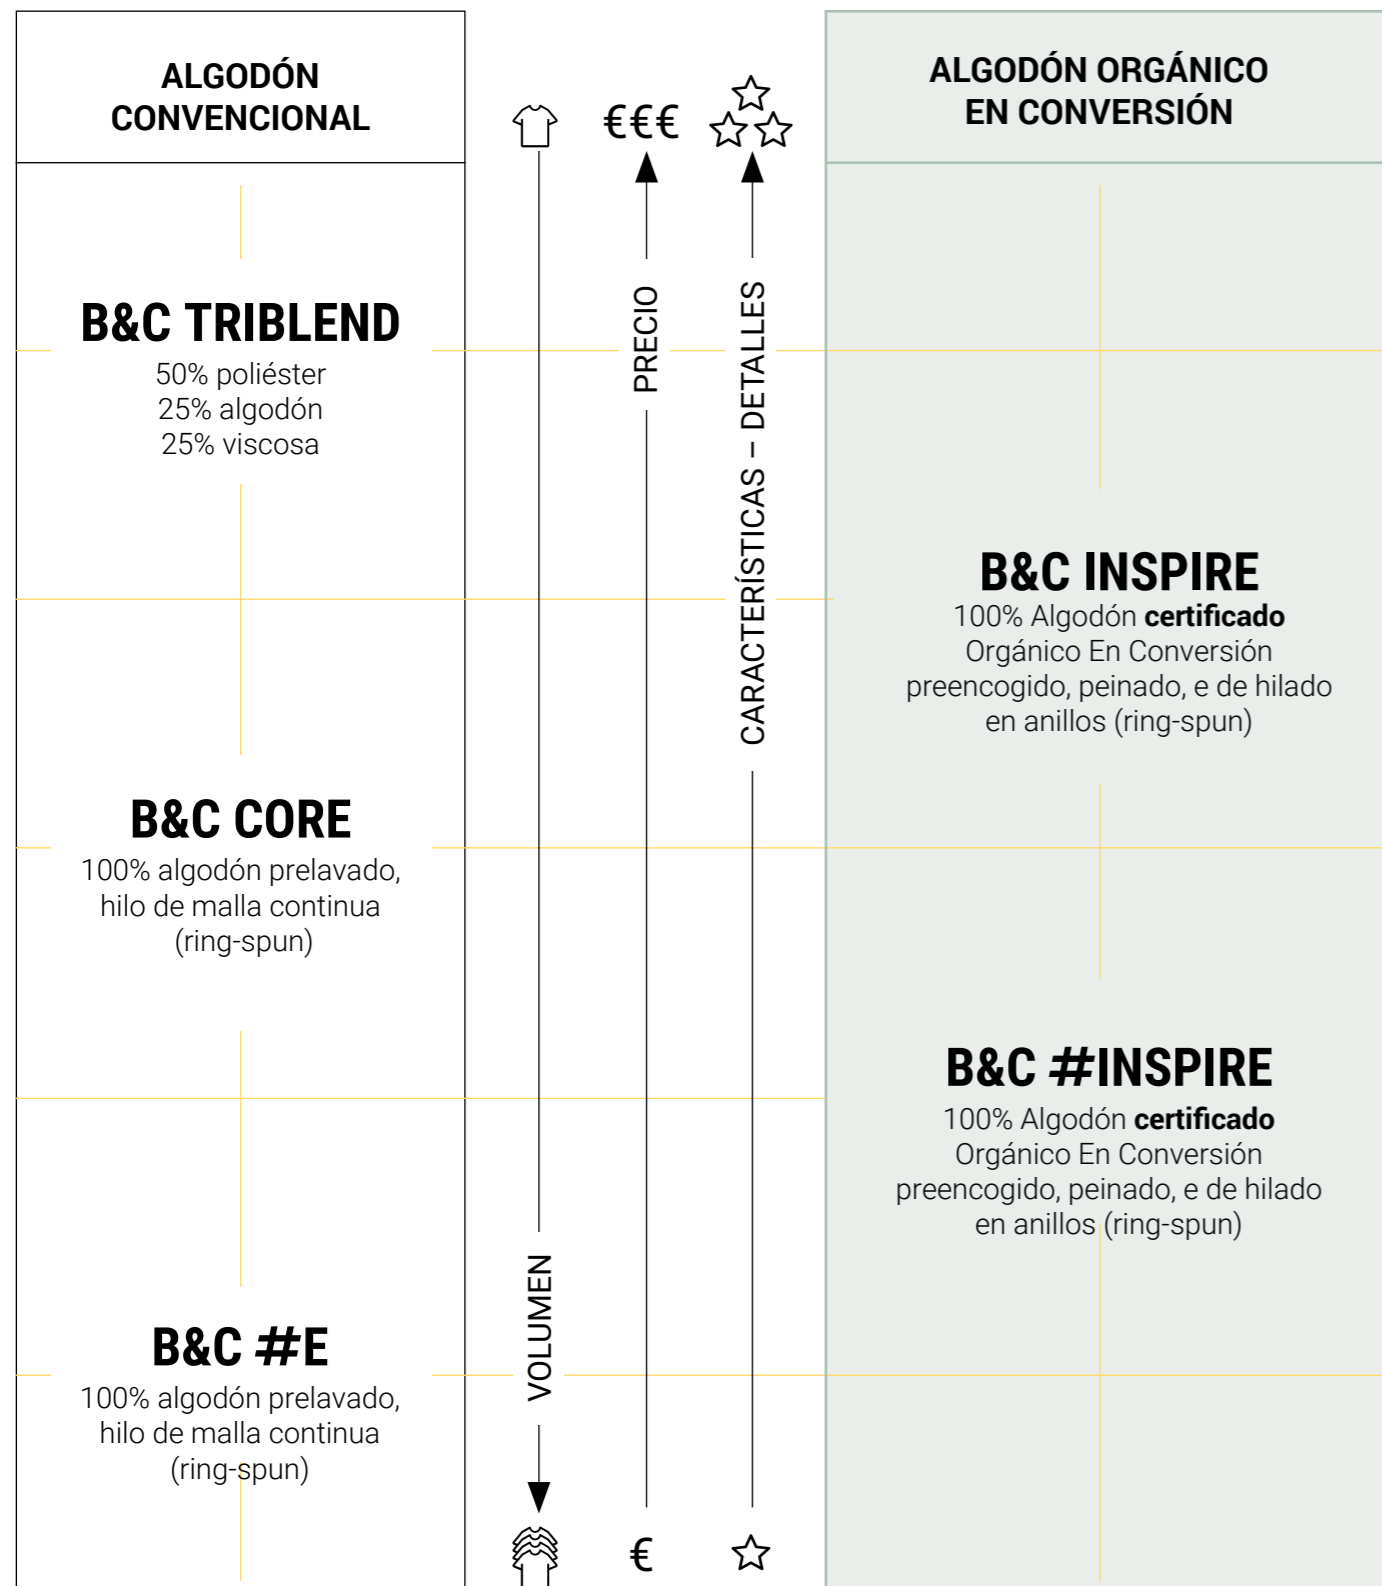 ALGODÓN
CONVENCIONAL
B&C TRIBLEND
50% poliéster
25% algodón
25% viscosa
B&C CORE
100% algodón prelavado,
hilo de malla continua
(ring-spun)
B&C #E
100% algodón prelavado,
hilo de malla continua
(ring-spun)
VOLUMEN
€€€
PRECIO
€
CARACTERÍSTICAS – DETALLES
ALGODÓN ORGÁNICO
EN CONVERSIÓN
B&C INSPIRE
100% Algodón certificado
Orgánico En Conversión
preencogido, peinado, e de hilado
en anillos (ring-spun)
B&C #INSPIRE
100% Algodón certificado
Orgánico En Conversión
preencogido, peinado, e de hilado
en anillos (ring-spun)